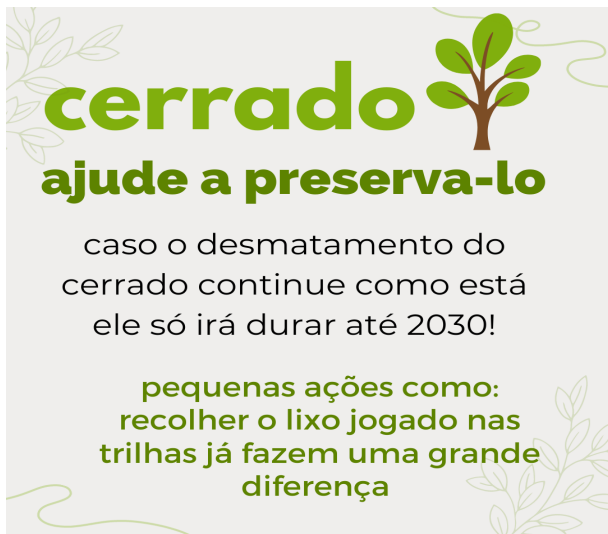 cerrado
ajude a preserva-lo
caso o desmatamento do
cerrado continue como está
ele só irá durar até 2030!
pequenas ações como:
recolher o lixo jogado nas
trilhas já fazem uma grande
diferença